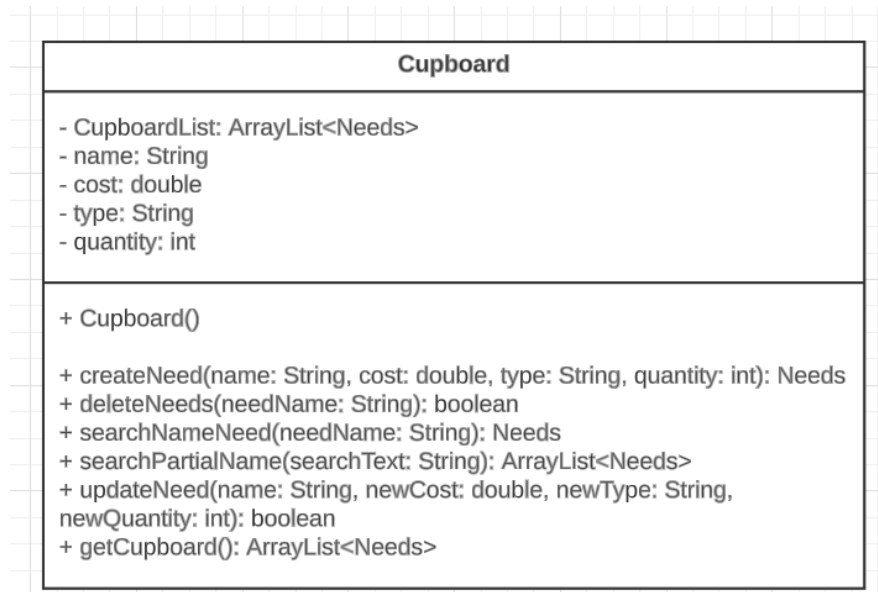 Cupboard
- CupboardList: ArrayList<Needs>
- name: String
- cost: double
- type: String
- quantity: int
+ Cupboard()
+ createNeed(name: String, cost: double, type: String, quantity: int): Needs
+ deleteNeeds(needName: String): boolean
+ searchNameNeed(needName: String): Needs
+ searchPartialName(searchText: String): ArrayList<Needs>
+ updateNeed(name: String, newCost: double, newType: String,
newQuantity: int): boolean
+ getCupboard(): ArrayList<Needs>